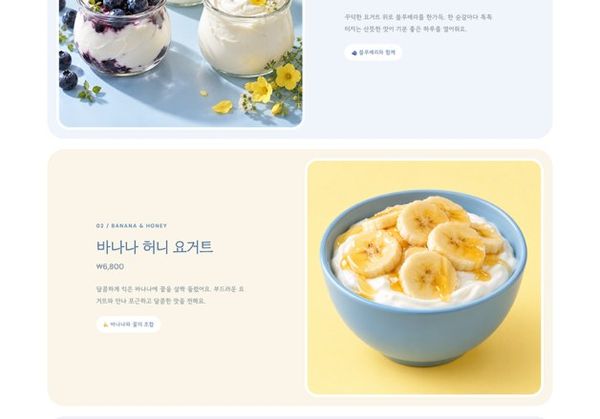 꾸덕한 요거트 위로 블루베리를 한가득. 한 숟갈마다 톡톡
터지는 산뜻한 맛이 기분 좋은 하루를 열어줘요.
블루베리와 함께
02 / BANANA & HONEY
바나나 허니 요거트
₩6,800
달콤하게 익은 바나나에 꿀을 살짝 둘렀어요. 부드러운 요
거트와 만나 포근하고 달콤한 맛을 전해요.
바나나와 꿀의 조합